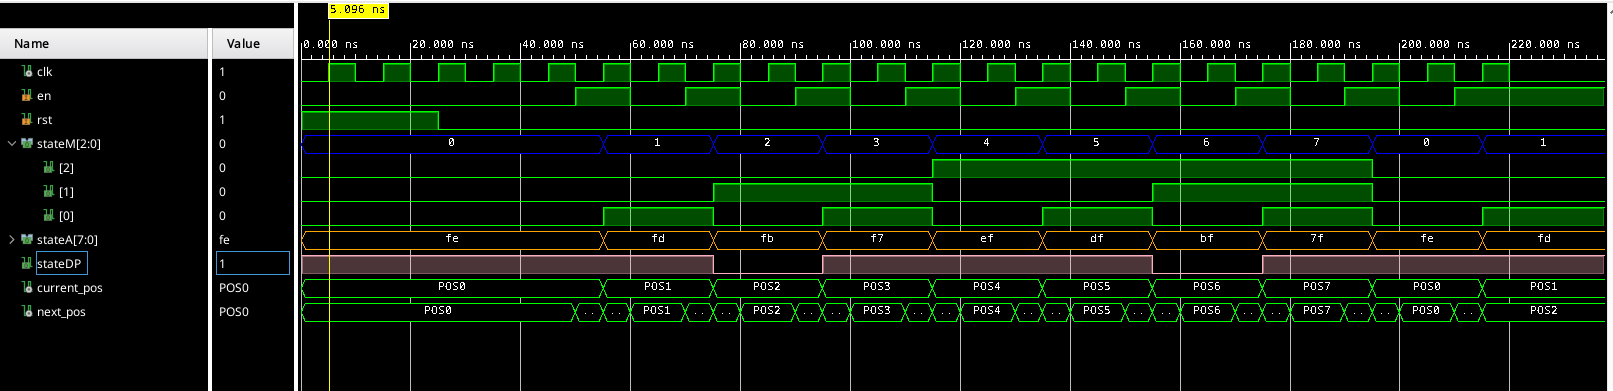 5.096 ns
Name Value 0.000 ns 20.000 ns 40.000 ns 60.000 ns 80.000 ns 100.000 ns 120.000 ns 140.000 ns 160.000 ns 180.000 ns 200.000 ns 220.000 ns
clk 1
en 0
rst 1
stateM[2:0] 0 0 1 2 3 4 5 6 7 0 1
[2] 0
[1] 0
[0] 0
stateA[7:0] fe fe fd fb f7 ef df bf 7f fe fd
stateDP 1
current_pos POS0 POS0 POS1 POS2 POS3 POS4 POS5 POS6 POS7 POS0 POS1
next_pos POS0 POS0 .. .. POS1 .. .. POS2 .. .. POS3 .. .. POS4 .. .. POS5 .. .. POS6 .. .. POS7 .. .. POS0 .. POS2